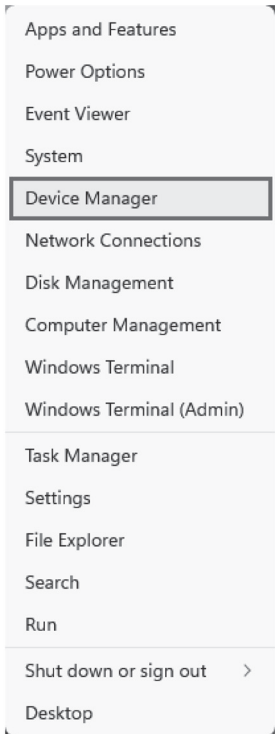 Apps and Features
Power Options
Event Viewer
System
Device Manager
Network Connections
Disk Management
Computer Management
Windows Terminal
Windows Terminal (Admin)
Task Manager
Settings
File Explorer
Search
Run
Shut down or sign out
Desktop